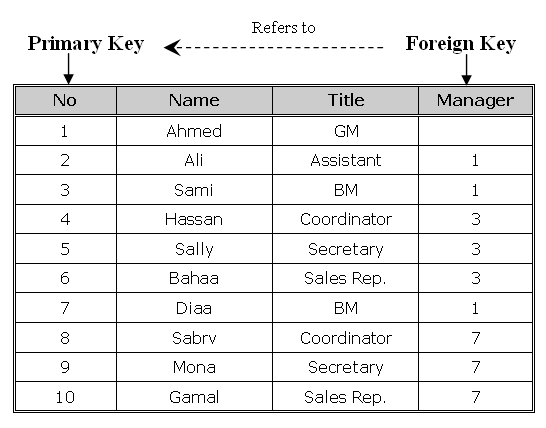 Refers to
Primary Key Foreign Key
No Name Title Manager
1 Ahmed GM
2 Ali Assistant 1
3 Sami BM 1
4 Hassan Coordinator 3
5 Sally Secretary 3
6 Bahaa Sales Rep. 3
7 Diaa BM 1
8 Sabrv Coordinator 7
9 Mona Secretary 7
10 Gamal Sales Rep. 7